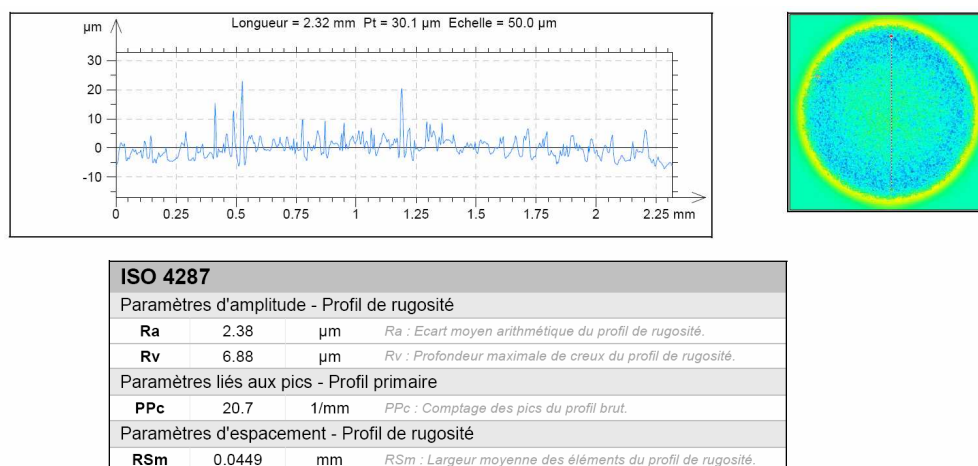 Longueur = 2.32 mm Pt = 30.1 µm Echelle = 50.0 µm
µm
30
20
10
0
-10
0 0.25 0.5 0.75 1 1.25 1.5 1.75 2 2.25 mm
ISO 4287
Paramètres d'amplitude - Profil de rugosité
Ra 2.38 µm Ra : Ecart moyen arithmétique du profil de rugosité.
Rv 6.88 µm Rv : Profondeur maximale de creux du profil de rugosité.
Paramètres liés aux pics - Profil primaire
PPc 20.7 1/mm PPc : Comptage des pics du profil brut.
Paramètres d'espacement - Profil de rugosité
RSm 0.0449 mm RSm : Largeur moyenne des éléments du profil de rugosité.